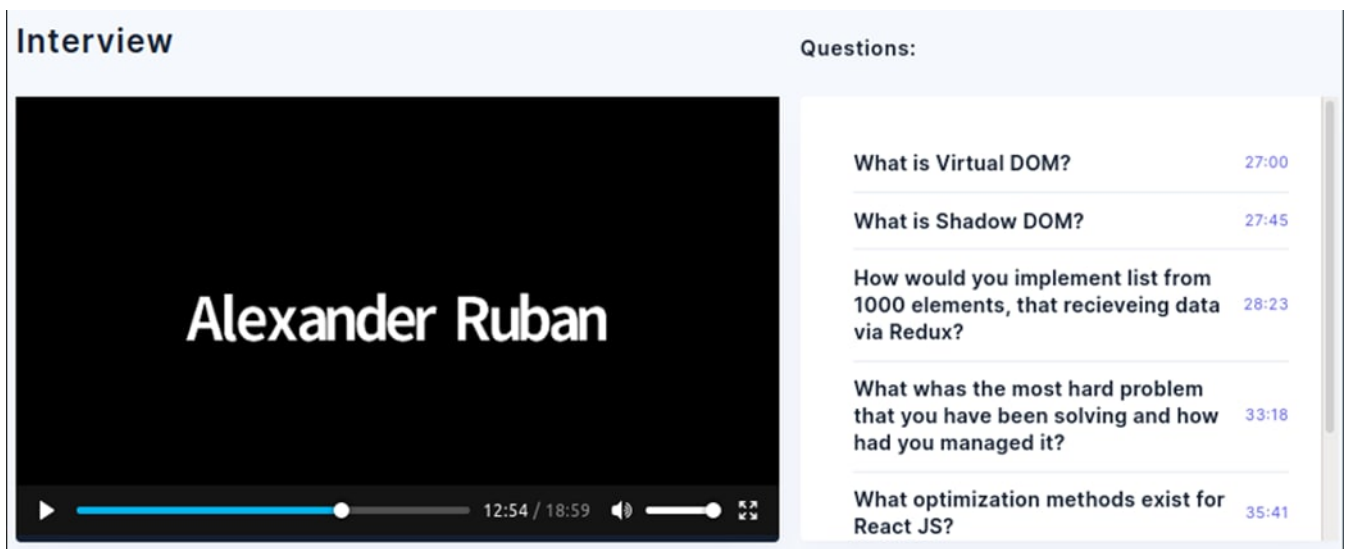 Interview
Alexander Ruban
12:54 / 18:59
Questions:
What is Virtual DOM? 27:00
What is Shadow DOM? 27:45
How would you implement list from
1000 elements, that recieveing data 28:23
via Redux?
What whas the most hard problem
that you have been solving and how 33:18
had you managed it?
What optimization methods exist for
React JS? 35:41